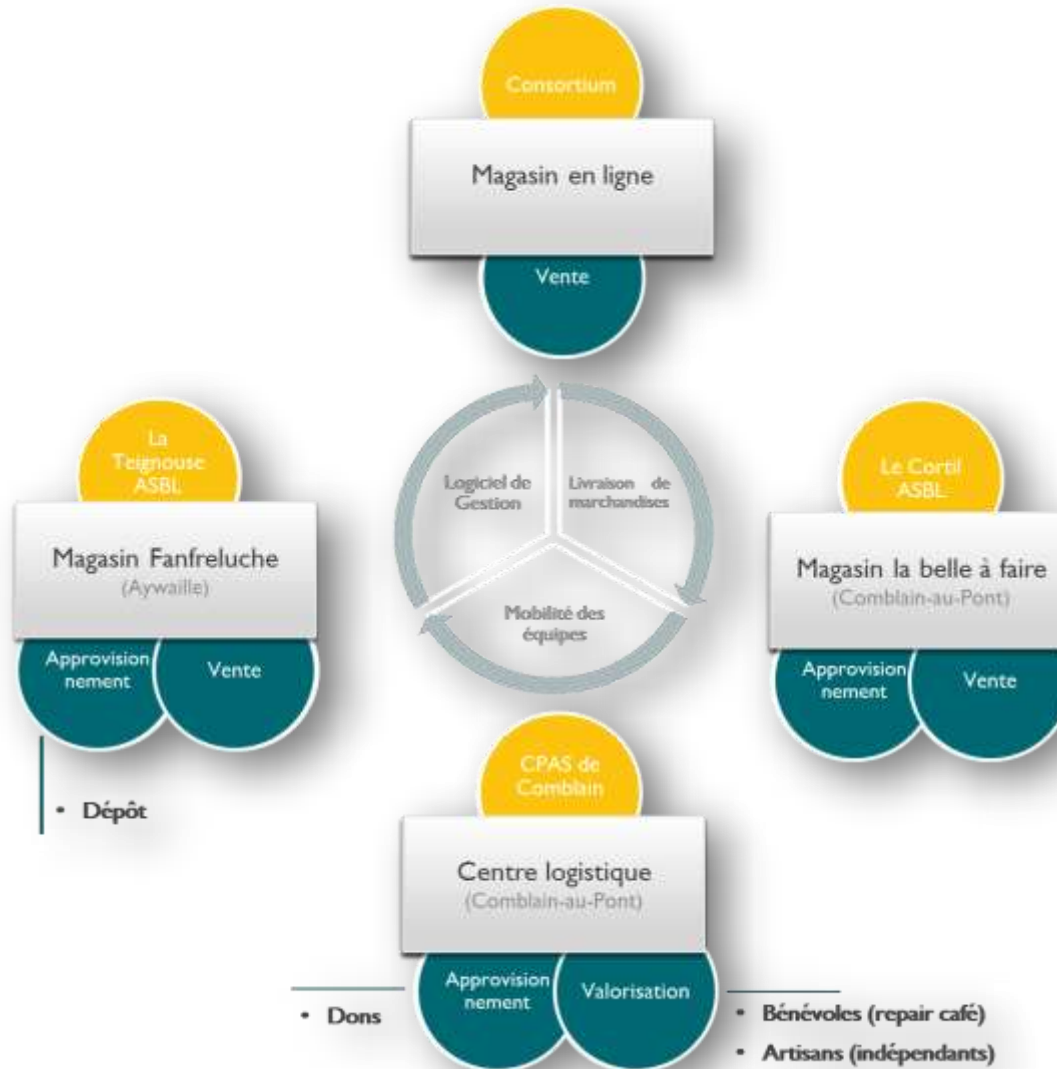 Consortium
Magasin en ligne
Vente
La
Teignouse
ASBL
Magasin Fanfreluche
(Aywaille)
Approvision
nement
Vente
• Dépôt
Logiciel de
Gestion
Livraison de
marchandises
Mobilité des
équipes
Le Cortil
ASBL
Magasin la belle à faire
(Comblain-au-Pont)
Approvision
nement
Vente
CPAS de
Comblain
Centre logistique
(Comblain-au-Pont)
Approvision
nement
Valorisation
• Dons
• Bénévoles (repair café)
• Artisans (indépendants)